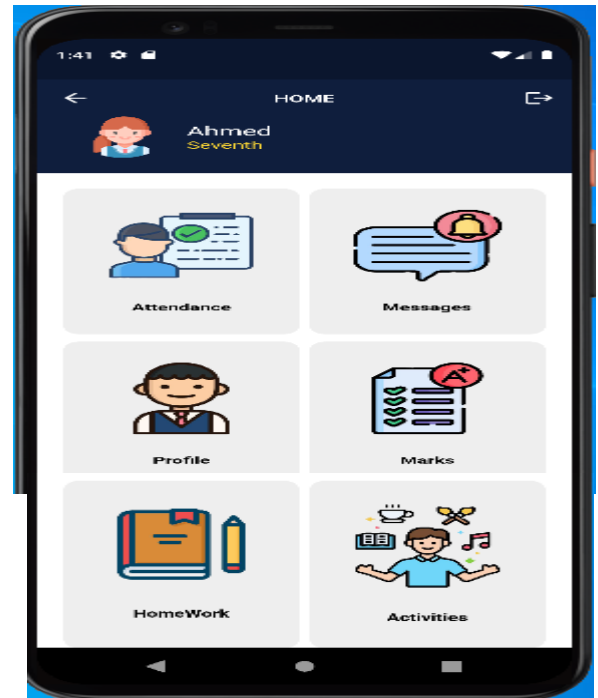 1:41
HOME
Ahmed
Seventh
Attendance
Messages
A+
Profile
Marks
HomeWork
Activities